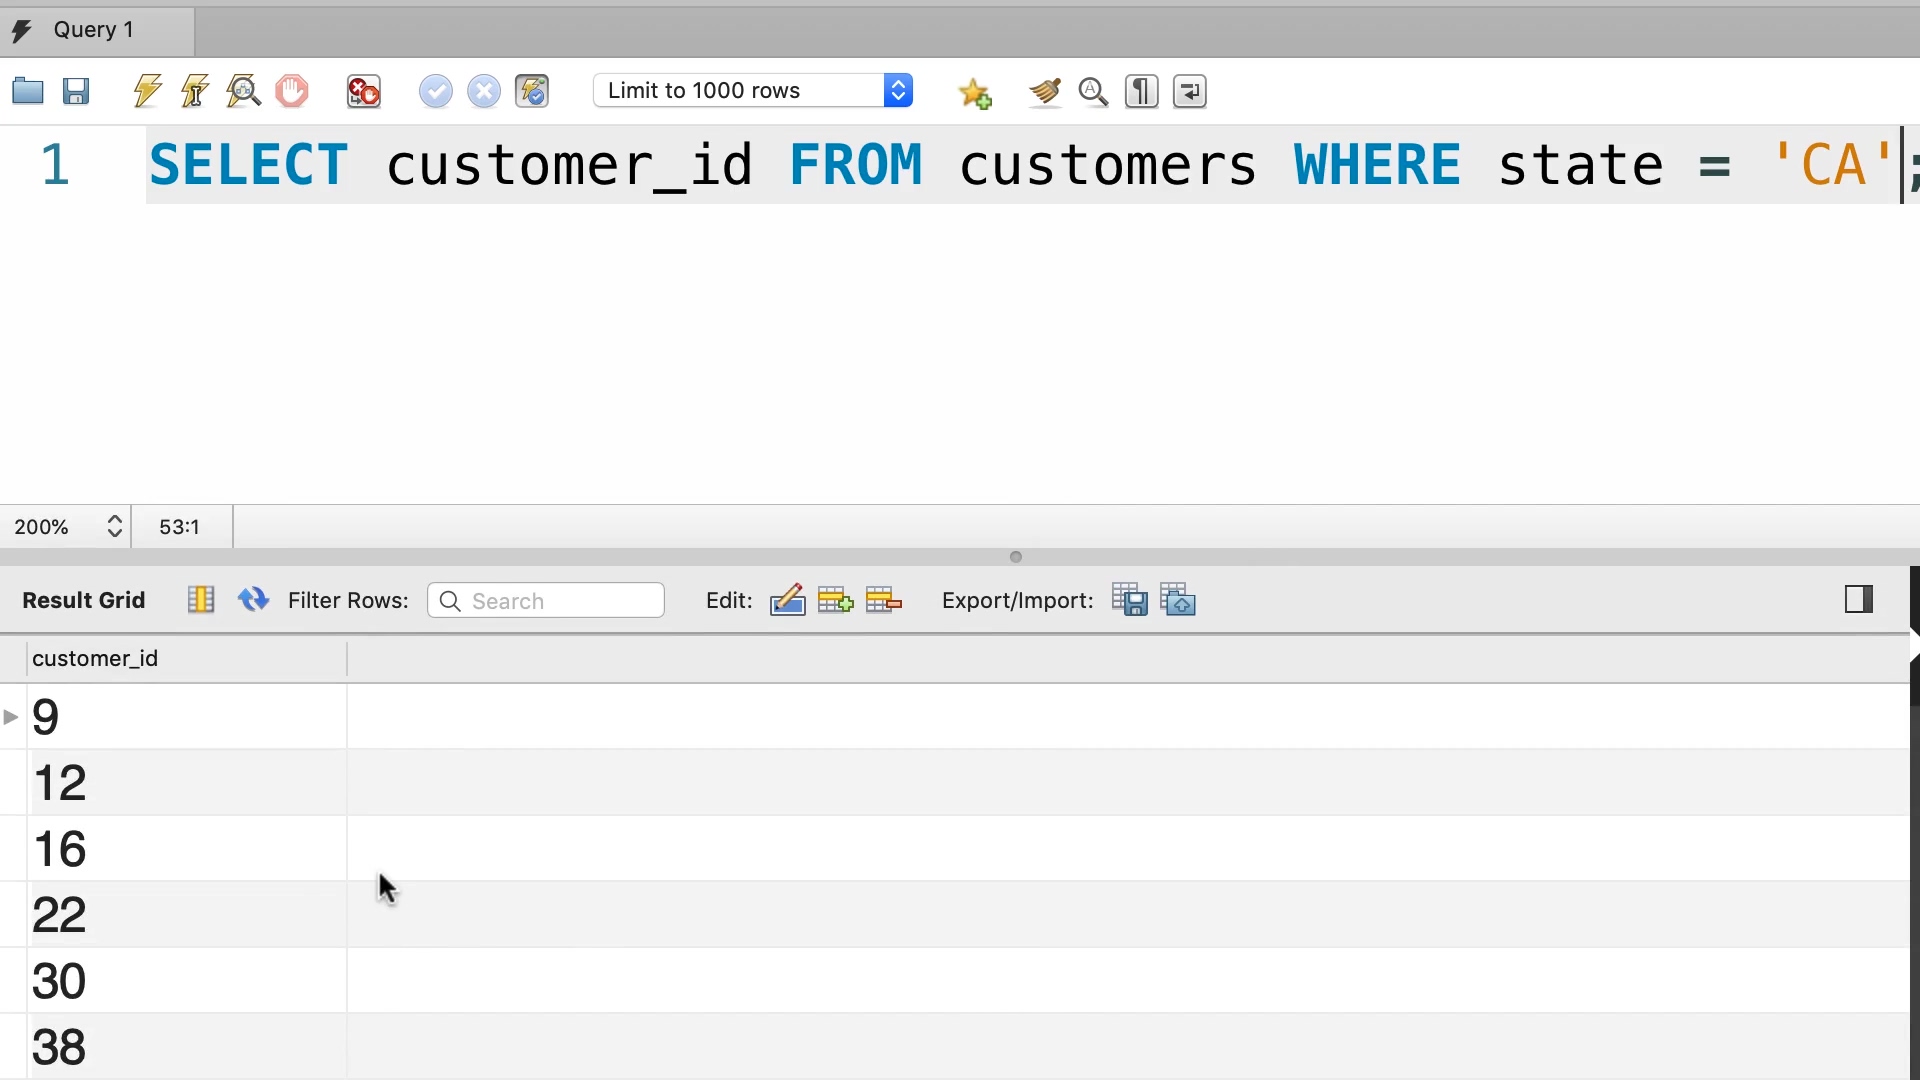 Query 1
Limit to 1000 rows
1 SELECT customer_id FROM customers WHERE state = 'CA';
200% 53:1
Result Grid Filter Rows: Search Edit: Export/Import:
customer_id
9
12
16
22
30
38